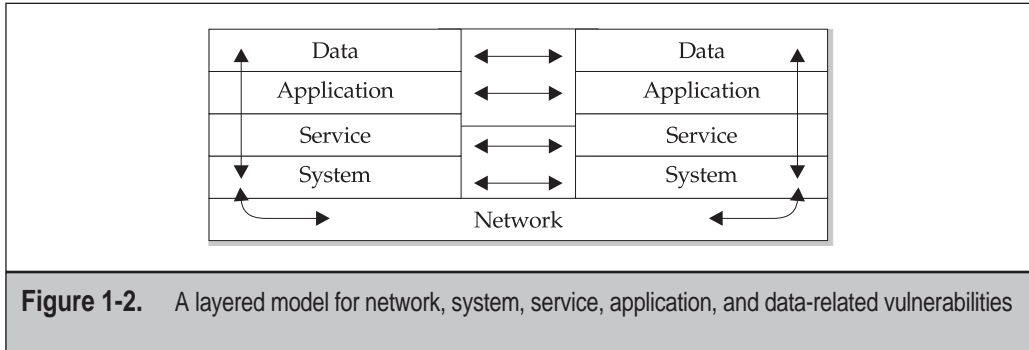 Data Data
Application Application
Service Service
System System
Network
Figure 1-2. A layered model for network, system, service, application, and data-related vulnerabilities